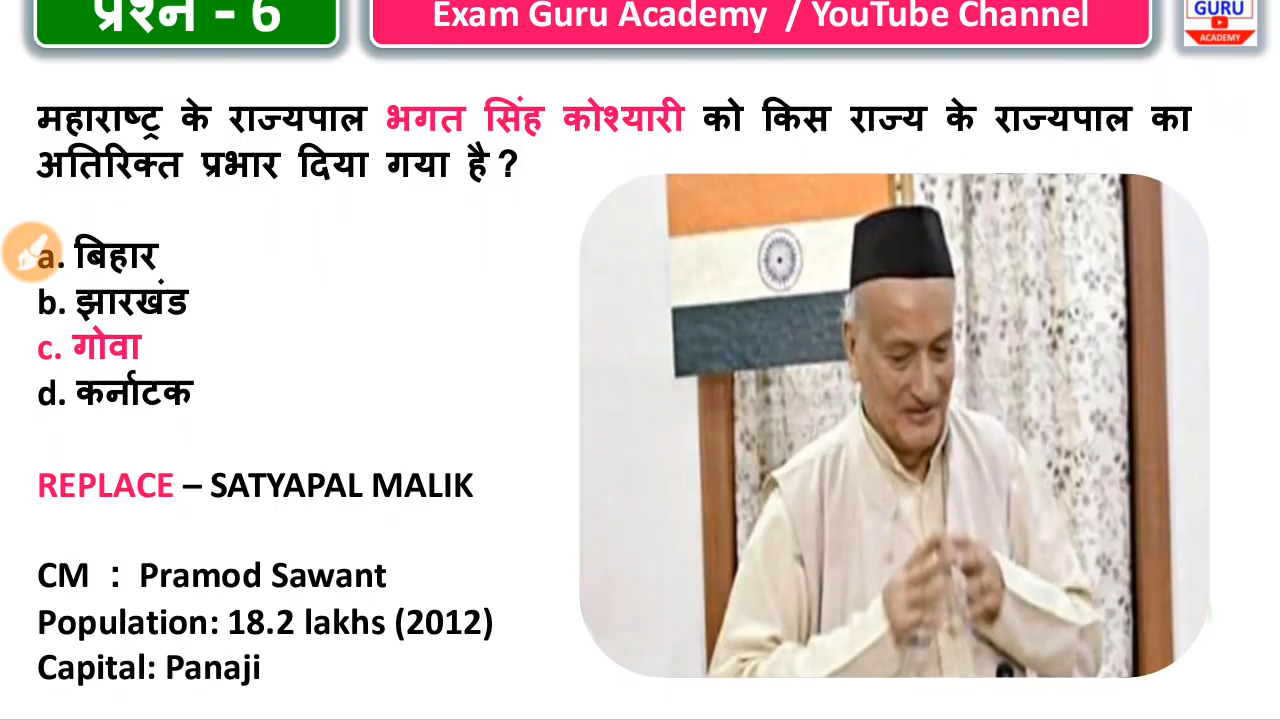 प्रश्न - 6
Exam Guru Academy / YouTube Channel
GURU
ACADEMY
महाराष्ट्र के राज्यपाल भगत सिंह कोश्यारी को किस राज्य के राज्यपाल का
अतिरिक्त प्रभार दिया गया है ?
a. बिहार
b. झारखंड
c. गोवा
d. कर्नाटक
REPLACE – SATYAPAL MALIK
CM : Pramod Sawant
Population: 18.2 lakhs (2012)
Capital: Panaji